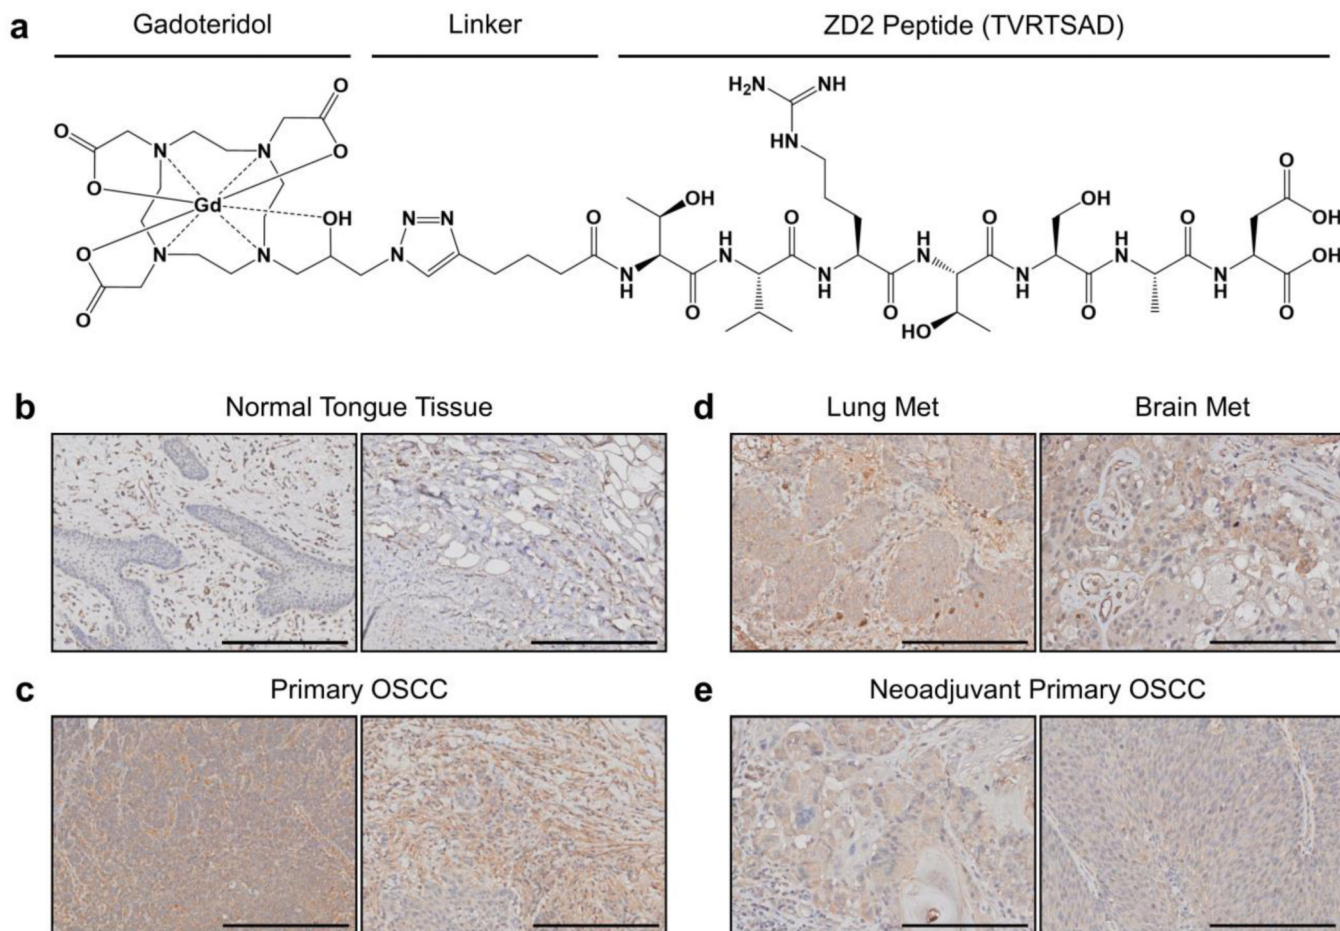 a
Gadoteridol
Linker
ZD2 Peptide (TVRTSAD)
O
O
O
O
N
N
Gd
OH
O
N
N
O
O
N=N
N
O
N
H
OH
O
H
N
O
N
H
H2N
NH
HN
O
H
N
HO
O
N
H
OH
O
H
N
O
N
H
O
OH
OH
O
b
Normal Tongue Tissue
d
Lung Met
Brain Met
c
Primary OSCC
e
Neoadjuvant Primary OSCC